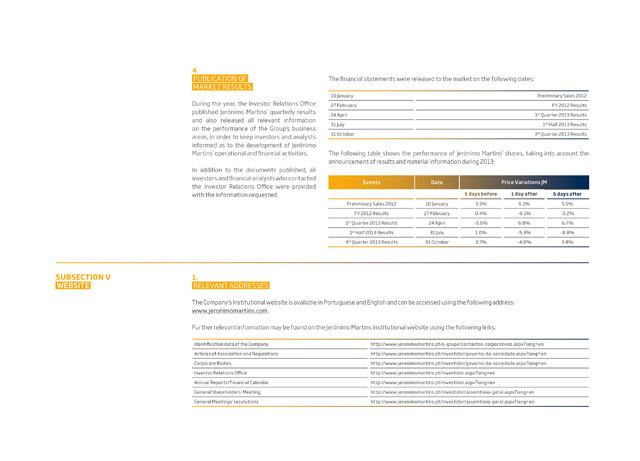 4.
PUBLICATION OF
MARKET RESULTS
During the year, the Investor Relations Office
published Jerónimo Martins' quarterly results
and also released all relevant information
on the performance of the Group's business
areas, in order to keep investors and analysts
informed as to the development of Jerónimo
Martins' operational and financial activities.
In addition to the documents published, all
investors and financial analysts who contacted
the Investor Relations Office were provided
with the information requested.
The financial statements were released to the market on the following dates:
10 January Preliminary Sales 2012
27 February FY 2012 Results
24 April 1st Quarter 2013 Results
31 July 1st Half 2013 Results
31 October 3rd Quarter 2013 Results
The following table shows the performance of Jerónimo Martins' shares, taking into account the
announcement of results and material information during 2013:
Events Date Price Variations JM
5 days before 1 day after 5 days after
Preliminary Sales 2012 10 January 3.3% 0.1% 5.5%
FY 2012 Results 27 February 0.4% -6.1% -3.2%
1st Quarter 2013 Results 24 April -5.0% 6.8% 6.7%
1st Half 2013 Results 31 July 1.0% -5.3% -8.8%
3rd Quarter 2013 Results 31 October 3.7% -4.8% 3.8%
SUBSECTION V
WEBSITE
1.
RELEVANT ADDRESSES
The Company's institutional website is available in Portuguese and English and can be accessed using the following address:
www.jeronimomartins.com.
Further relevant information may be found on the Jerónimo Martins institutional website using the following links:
Identification data of the Company http://www.jeronimomartins.pt/o-grupo/contactos-corporativos.aspx?lang=en
Articles of Association and Regulations http://www.jeronimomartins.pt/investidor/governo-da-sociedade.aspx?lang=en
Corporate Bodies http://www.jeronimomartins.pt/investidor/governo-da-sociedade.aspx?lang=en
Investor Relations Office http://www.jeronimomartins.pt/investidor.aspx?lang=en
Annual Reports/Financial Calendar http://www.jeronimomartins.pt/investidor.aspx?lang=en
General Shareholders' Meeting http://www.jeronimomartins.pt/investidor/assembleia-geral.aspx?lang=en
General Meetings' resolutions http://www.jeronimomartins.pt/investidor/assembleia-geral.aspx?lang=en